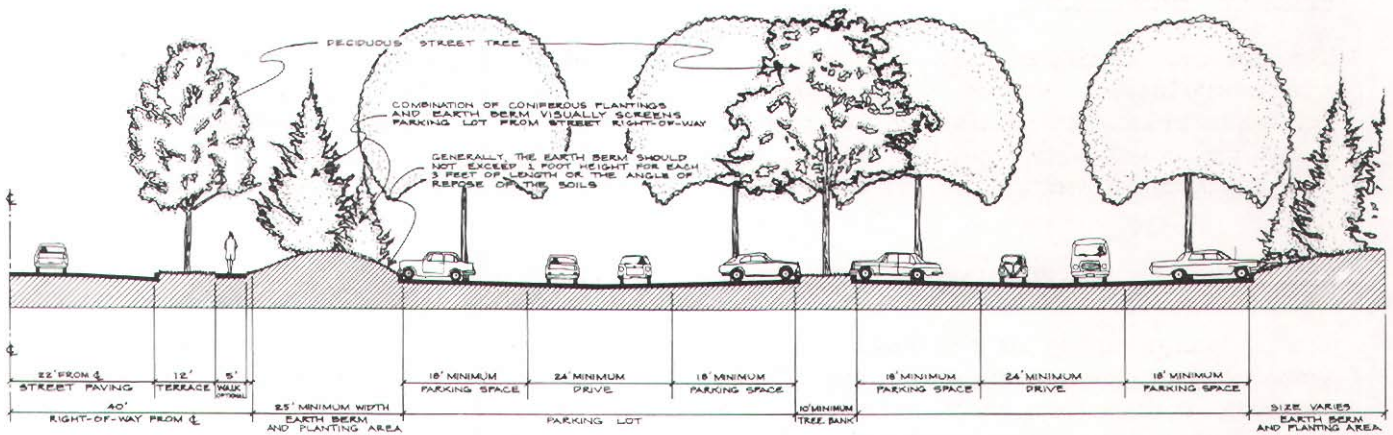 DECIDUOUS STREET TREE
COMBINATION OF CONIFEROUS PLANTINGS
AND EARTH BERM VISUALLY SCREENS
PARKING LOT FROM STREET RIGHT-OF-WAY
GENERALLY, THE EARTH BERM SHOULD
NOT EXCEED 1 FOOT HEIGHT FOR EACH
3 FEET OF LENGTH OR THE ANGLE OF
REPOSE OF THE SOILS
℄
℄
22' FROM ℄
STREET PAVING
12'
TERRACE
5'
WALK
OPTIONAL
18' MINIMUM
PARKING SPACE
24' MINIMUM
DRIVE
18' MINIMUM
PARKING SPACE
18' MINIMUM
PARKING SPACE
24' MINIMUM
DRIVE
18' MINIMUM
PARKING SPACE
40'
RIGHT-OF-WAY FROM ℄
25' MINIMUM WIDTH
EARTH BERM
AND PLANTING AREA
PARKING LOT
10' MINIMUM
TREE BANK
SIZE VARIES
EARTH BERM
AND PLANTING AREA